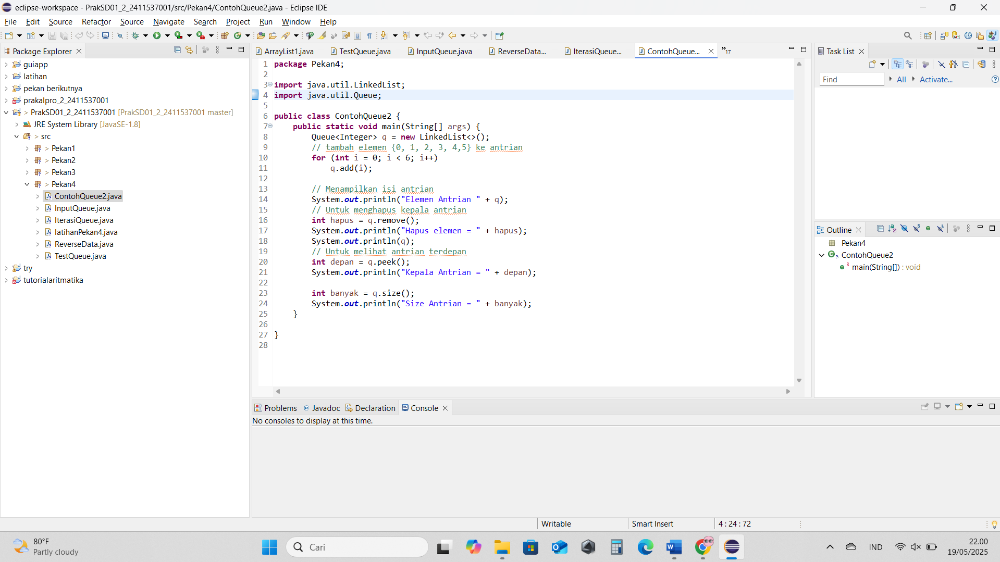 eclipse-workspace - PrakSD01_2_2411537001/src/Pekan4/ContohQueue2.java - Eclipse IDE
File Edit Source Refactor Source Navigate Search Project Run Window Help
Package Explorer
guiapp
latihan
pekan berikutnya
prakalpro_2_2411537001
> PrakSD01_2_2411537001 [PrakSD01_2_2411537001 master]
JRE System Library [JavaSE-1.8]
> src
> Pekan1
> Pekan2
> Pekan3
> Pekan4
ContohQueue2.java
InputQueue.java
IterasiQueue.java
latihanPekan4.java
ReverseData.java
TestQueue.java
try
tutorialaritmatika
ArrayList1.java TestQueue.java InputQueue.java ReverseData... IterasiQueue... ContohQueue... »17
1 package Pekan4;
2
3 import java.util.LinkedList;
4 import java.util.Queue;
5
6 public class ContohQueue2 {
7 public static void main(String[] args) {
8 Queue<Integer> q = new LinkedList<>();
9 // tambah elemen {0, 1, 2, 3, 4,5} ke antrian
10 for (int i = 0; i < 6; i++)
11 q.add(i);
12
13 // Menampilkan isi antrian
14 System.out.println("Elemen Antrian " + q);
15 // Untuk menghapus kepala antrian
16 int hapus = q.remove();
17 System.out.println("Hapus elemen = " + hapus);
18 System.out.println(q);
19 // Untuk melihat antrian terdepan
20 int depan = q.peek();
21 System.out.println("Kepala Antrian = " + depan);
22
23 int banyak = q.size();
24 System.out.println("Size Antrian = " + banyak);
25 }
26
27 }
28
Task List
Find All Activate...
Outline
Pekan4
ContohQueue2
main(String[]) : void
Problems Javadoc Declaration Console
No consoles to display at this time.
Writable Smart Insert 4 : 24 : 72
80°F
Partly cloudy
Cari
IND
22.00
19/05/2025